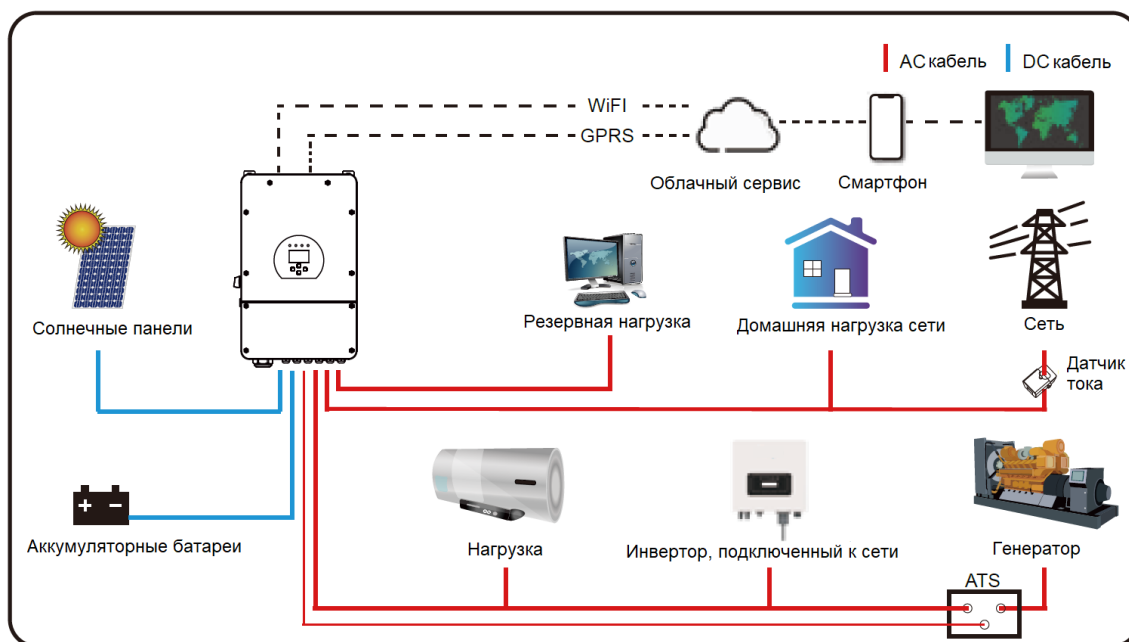 AC кабель
DC кабель
WiFI
GPRS
Облачный сервис
Смартфон
Солнечные панели
Резервная нагрузка
Домашняя нагрузка сети
Сеть
Датчик
тока
Аккумуляторные батареи
Нагрузка
Инвертор, подключенный к сети
Генератор
ATS